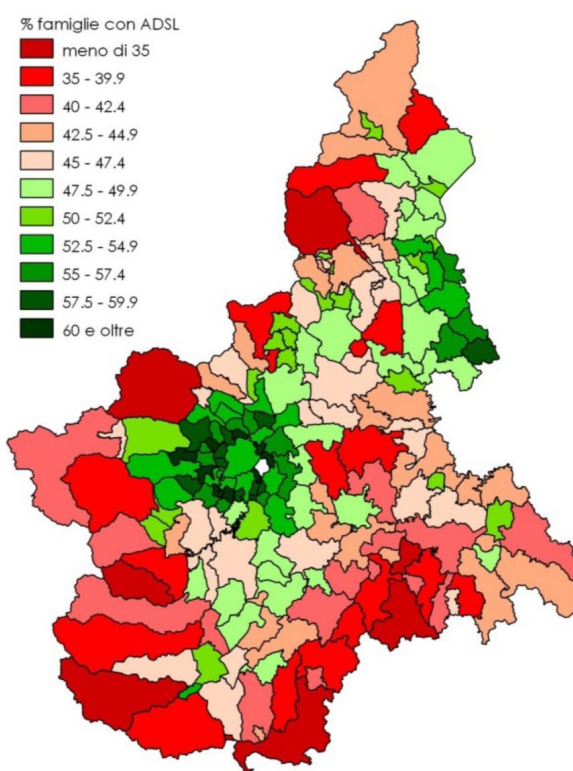 % famiglie con ADSL
meno di 35
35 - 39.9
40 - 42.4
42.5 - 44.9
45 - 47.4
47.5 - 49.9
50 - 52.4
52.5 - 54.9
55 - 57.4
57.5 - 59.9
60 e oltre